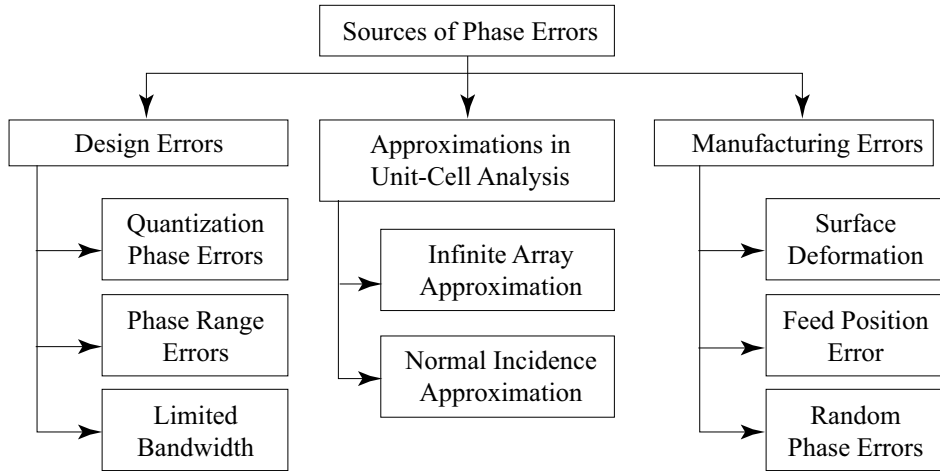 Sources of Phase Errors
Design Errors
Quantization
Phase Errors
Phase Range
Errors
Limited
Bandwidth
Approximations in
Unit-Cell Analysis
Infinite Array
Approximation
Normal Incidence
Approximation
Manufacturing Errors
Surface
Deformation
Feed Position
Error
Random
Phase Errors